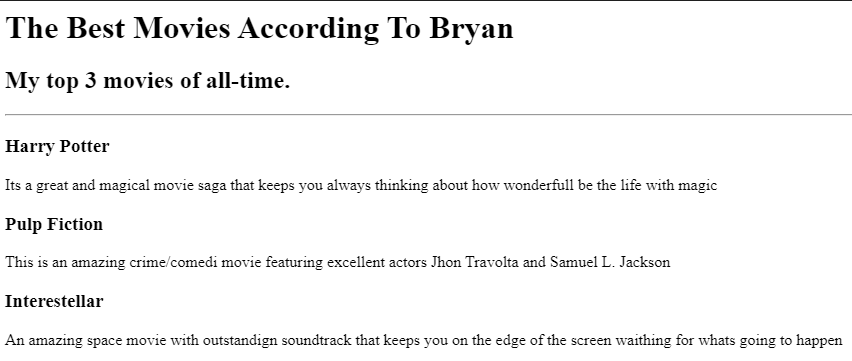 The Best Movies According To Bryan
My top 3 movies of all-time.
Harry Potter
Its a great and magical movie saga that keeps you always thinking about how wonderfull be the life with magic
Pulp Fiction
This is an amazing crime/comedi movie featuring excellent actors Jhon Travolta and Samuel L. Jackson
Interestellar
An amazing space movie with outstandign soundtrack that keeps you on the edge of the screen waithing for whats going to happen